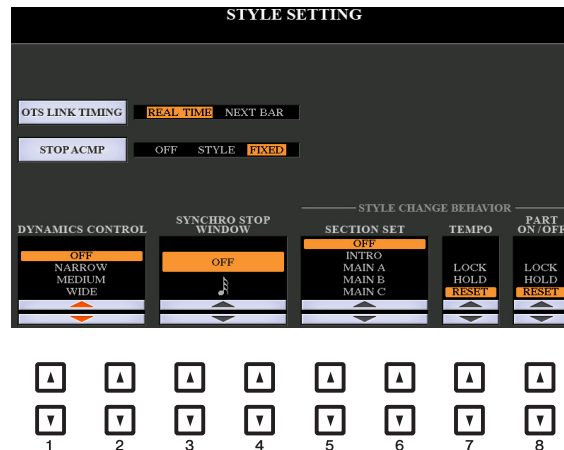 STYLE SETTING
OTS LINK TIMING REAL TIME NEXT BAR
STOP ACMP OFF STYLE FIXED
STYLE CHANGE BEHAVIOR
DYNAMICS CONTROL
SYNCHRO STOP WINDOW
SECTION SET
TEMPO
PART ON/OFF
OFF
NARROW
MEDIUM
WIDE
OFF
OFF
INTRO
MAIN A
MAIN B
MAIN C
LOCK
HOLD
RESET
LOCK
HOLD
RESET
1 2 3 4 5 6 7 8